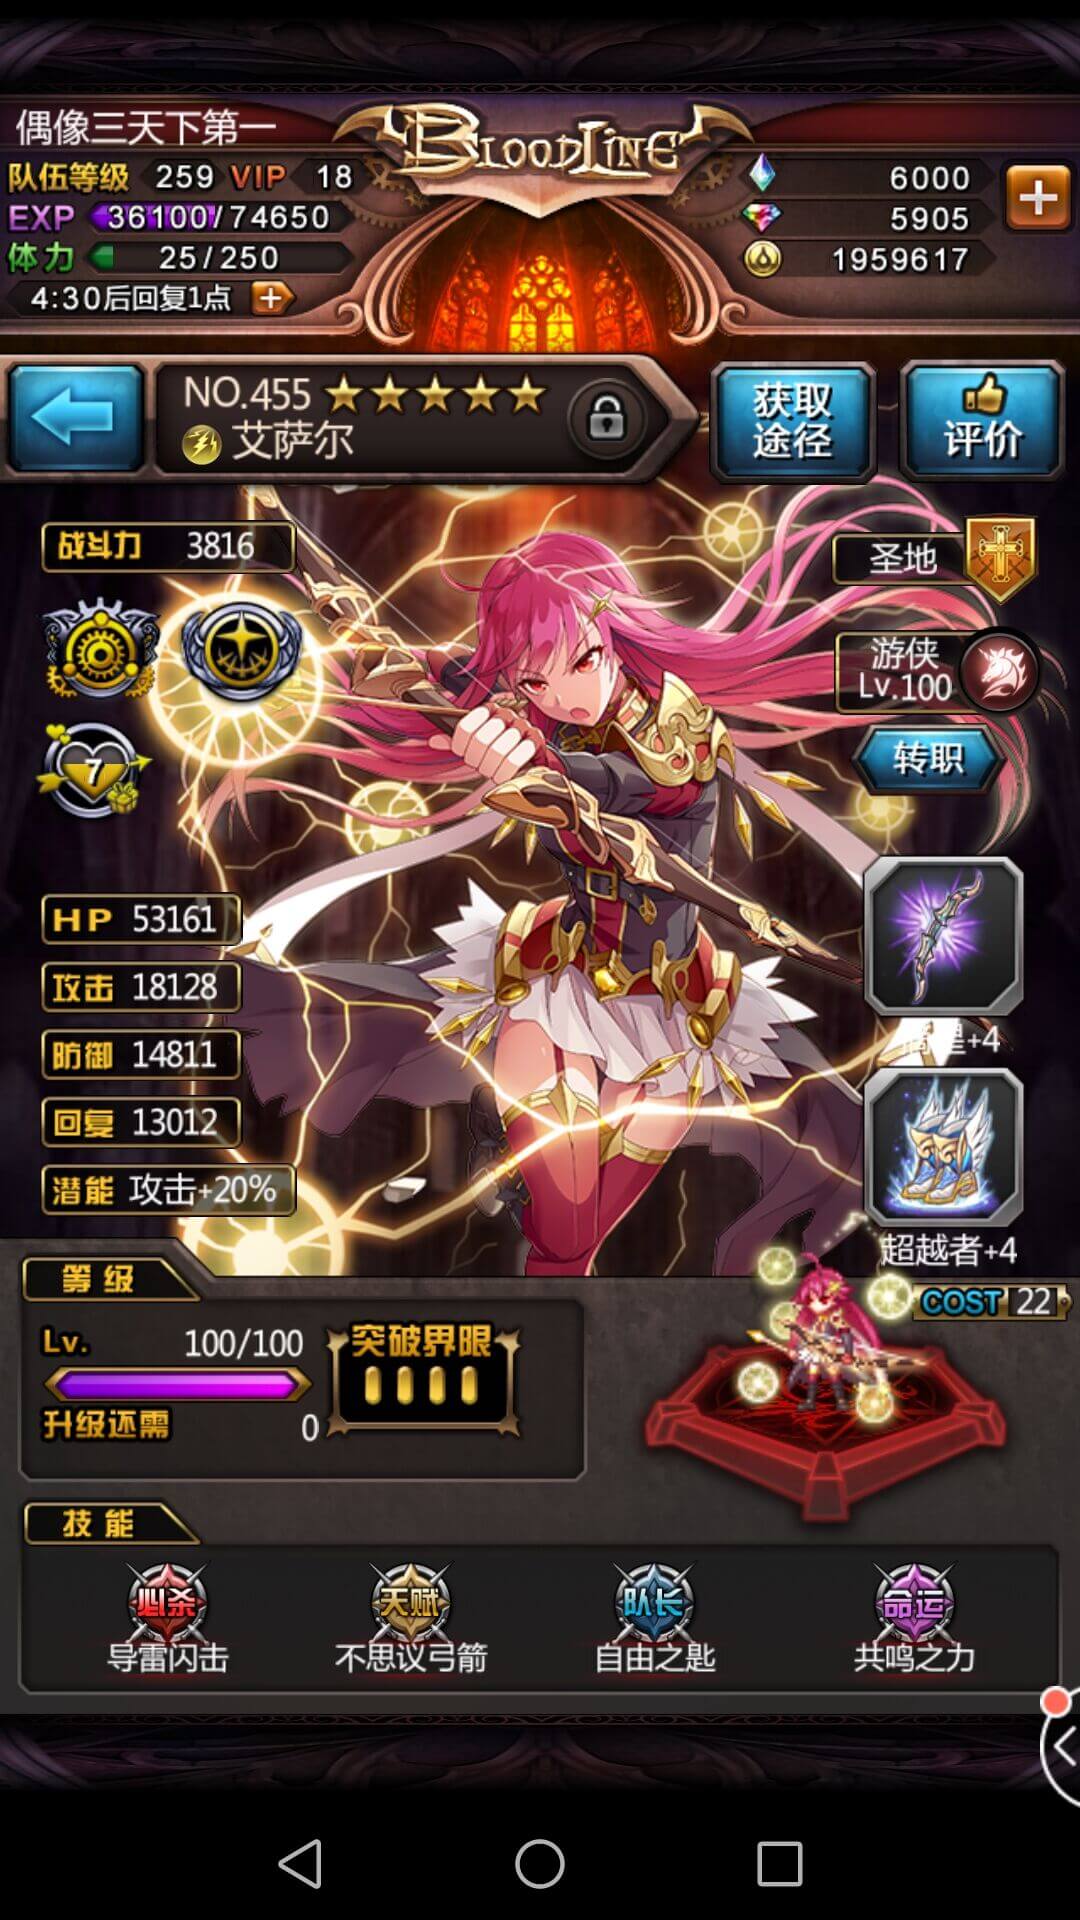 偶像三天下第一
BLOODLINE
队伍等级 259 VIP 18
6000
EXP 36100/74650
5905
体力 25/250
1959617
4:30后回复1点
NO.455
艾萨尔
获取
途径
评价
战斗力 3816
圣地
游侠
Lv.100
转职
7
HP 53161
攻击 18128
防御 14811
回复 13012
潜能 攻击+20%
+4
超越者+4
COST 22
等级
Lv. 100/100
突破界限
升级还需 0
技能
必杀
天赋
队长
命运
导雷闪击
不思议弓箭
自由之匙
共鸣之力